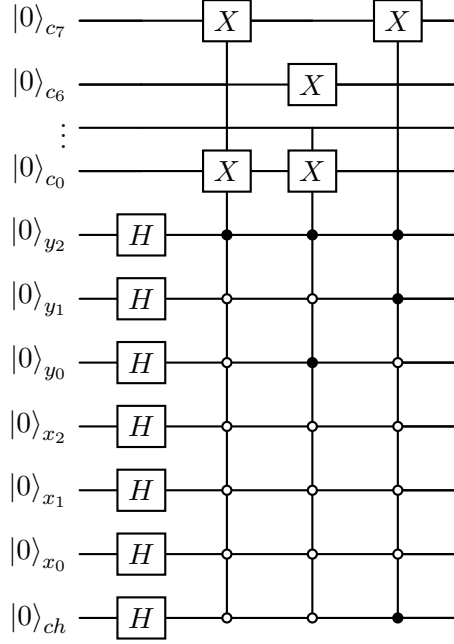 |0⟩c7 X X
|0⟩c6 X
⋮
|0⟩c0 X X
|0⟩y2 H
|0⟩y1 H
|0⟩y0 H
|0⟩x2 H
|0⟩x1 H
|0⟩x0 H
|0⟩ch H